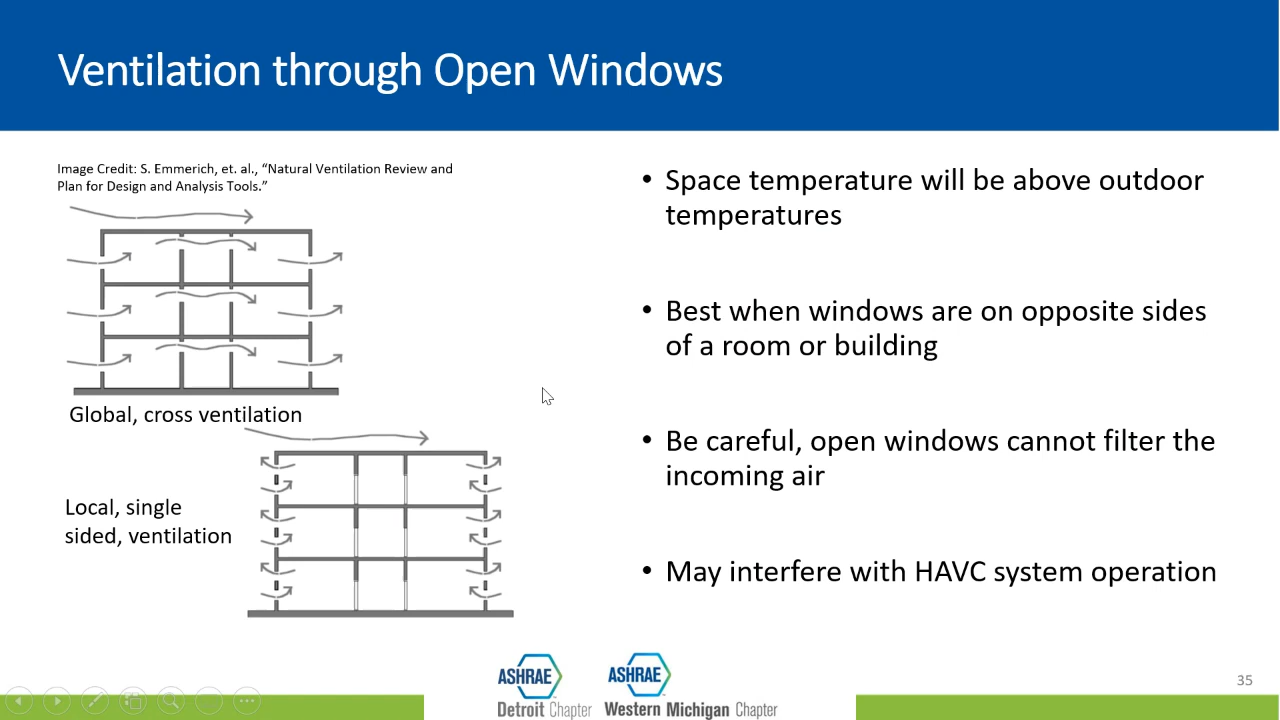 Ventilation through Open Windows
Image Credit: S. Emmerich, et. al., “Natural Ventilation Review and
Plan for Design and Analysis Tools.”
Global, cross ventilation
Local, single
sided, ventilation
• Space temperature will be above outdoor
temperatures
• Best when windows are on opposite sides
of a room or building
• Be careful, open windows cannot filter the
incoming air
• May interfere with HAVC system operation
ASHRAE
Detroit Chapter
ASHRAE
Western Michigan Chapter
35